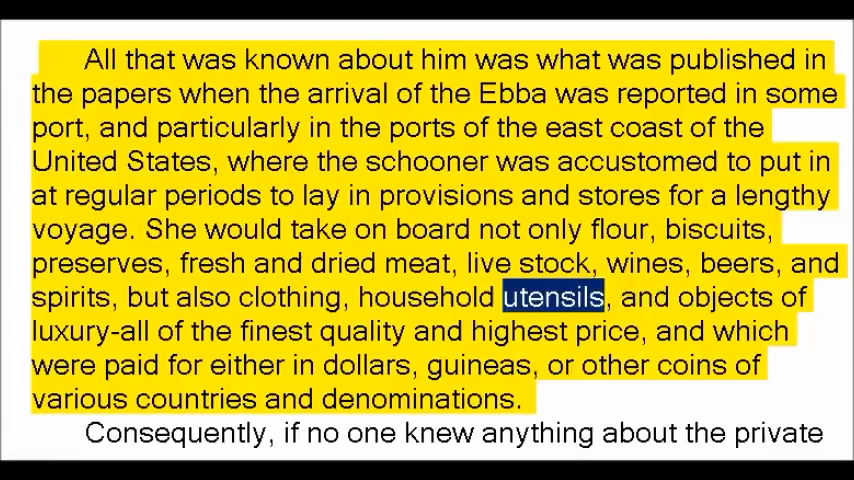 All that was known about him was what was published in
the papers when the arrival of the Ebba was reported in some
port, and particularly in the ports of the east coast of the
United States, where the schooner was accustomed to put in
at regular periods to lay in provisions and stores for a lengthy
voyage. She would take on board not only flour, biscuits,
preserves, fresh and dried meat, live stock, wines, beers, and
spirits, but also clothing, household utensils, and objects of
luxury-all of the finest quality and highest price, and which
were paid for either in dollars, guineas, or other coins of
various countries and denominations.
Consequently, if no one knew anything about the private